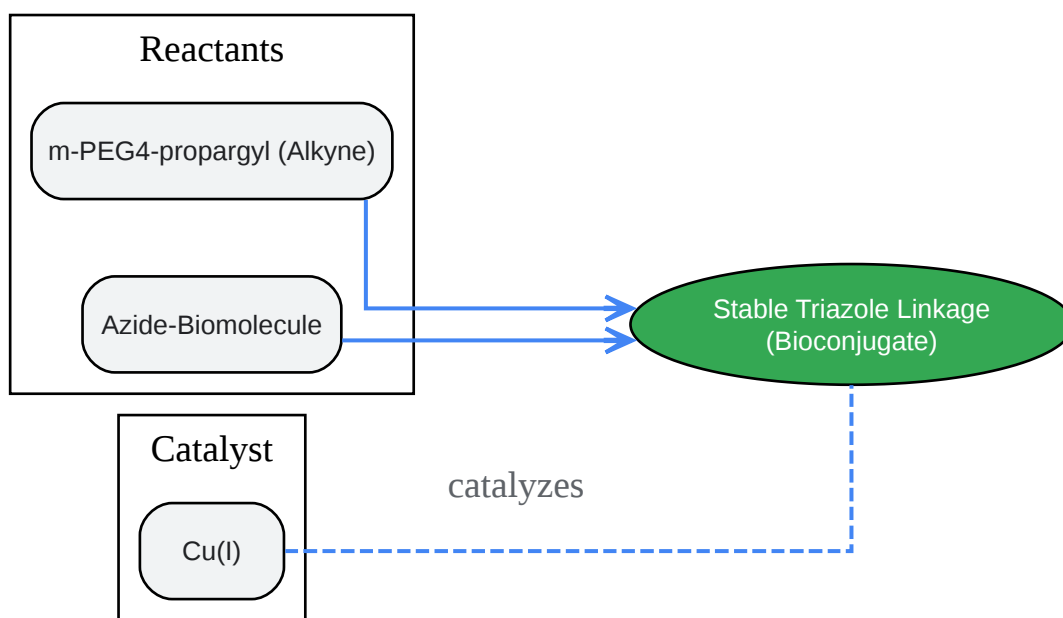 Reactants
m-PEG4-propargyl (Alkyne)
Azide-Biomolecule
Stable Triazole Linkage
(Bioconjugate)
Catalyst
catalyzes
Cu(I)